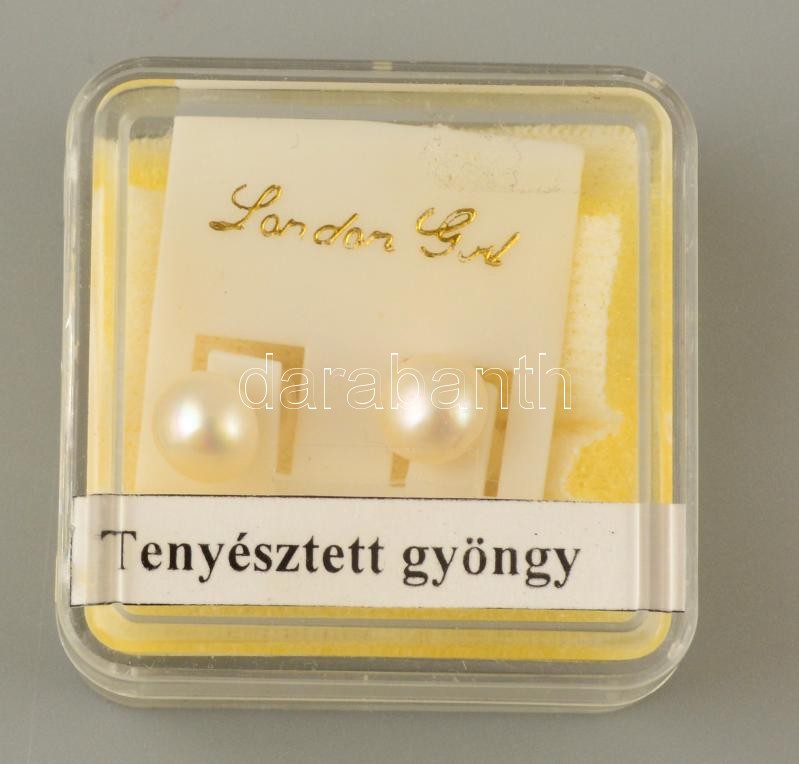 London Girl
darabanth
Tenyésztett gyöngy